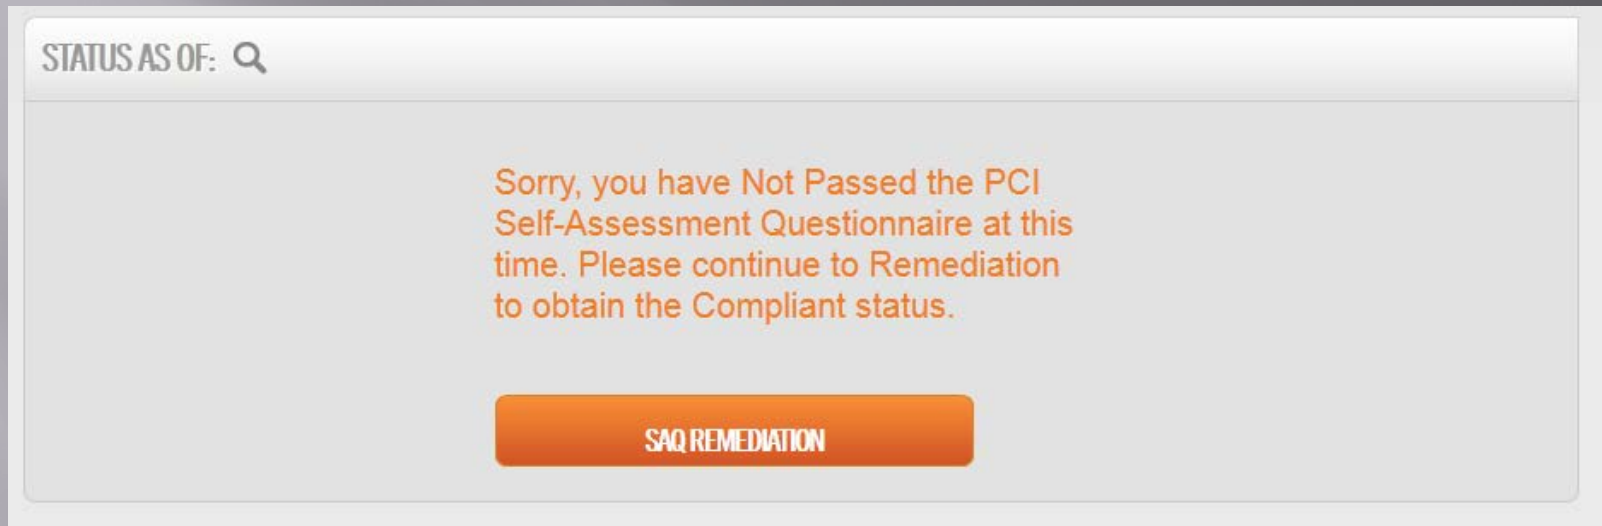 STATUS AS OF:
Sorry, you have Not Passed the PCI
Self-Assessment Questionnaire at this
time. Please continue to Remediation
to obtain the Compliant status.
SAQ REMEDIATION